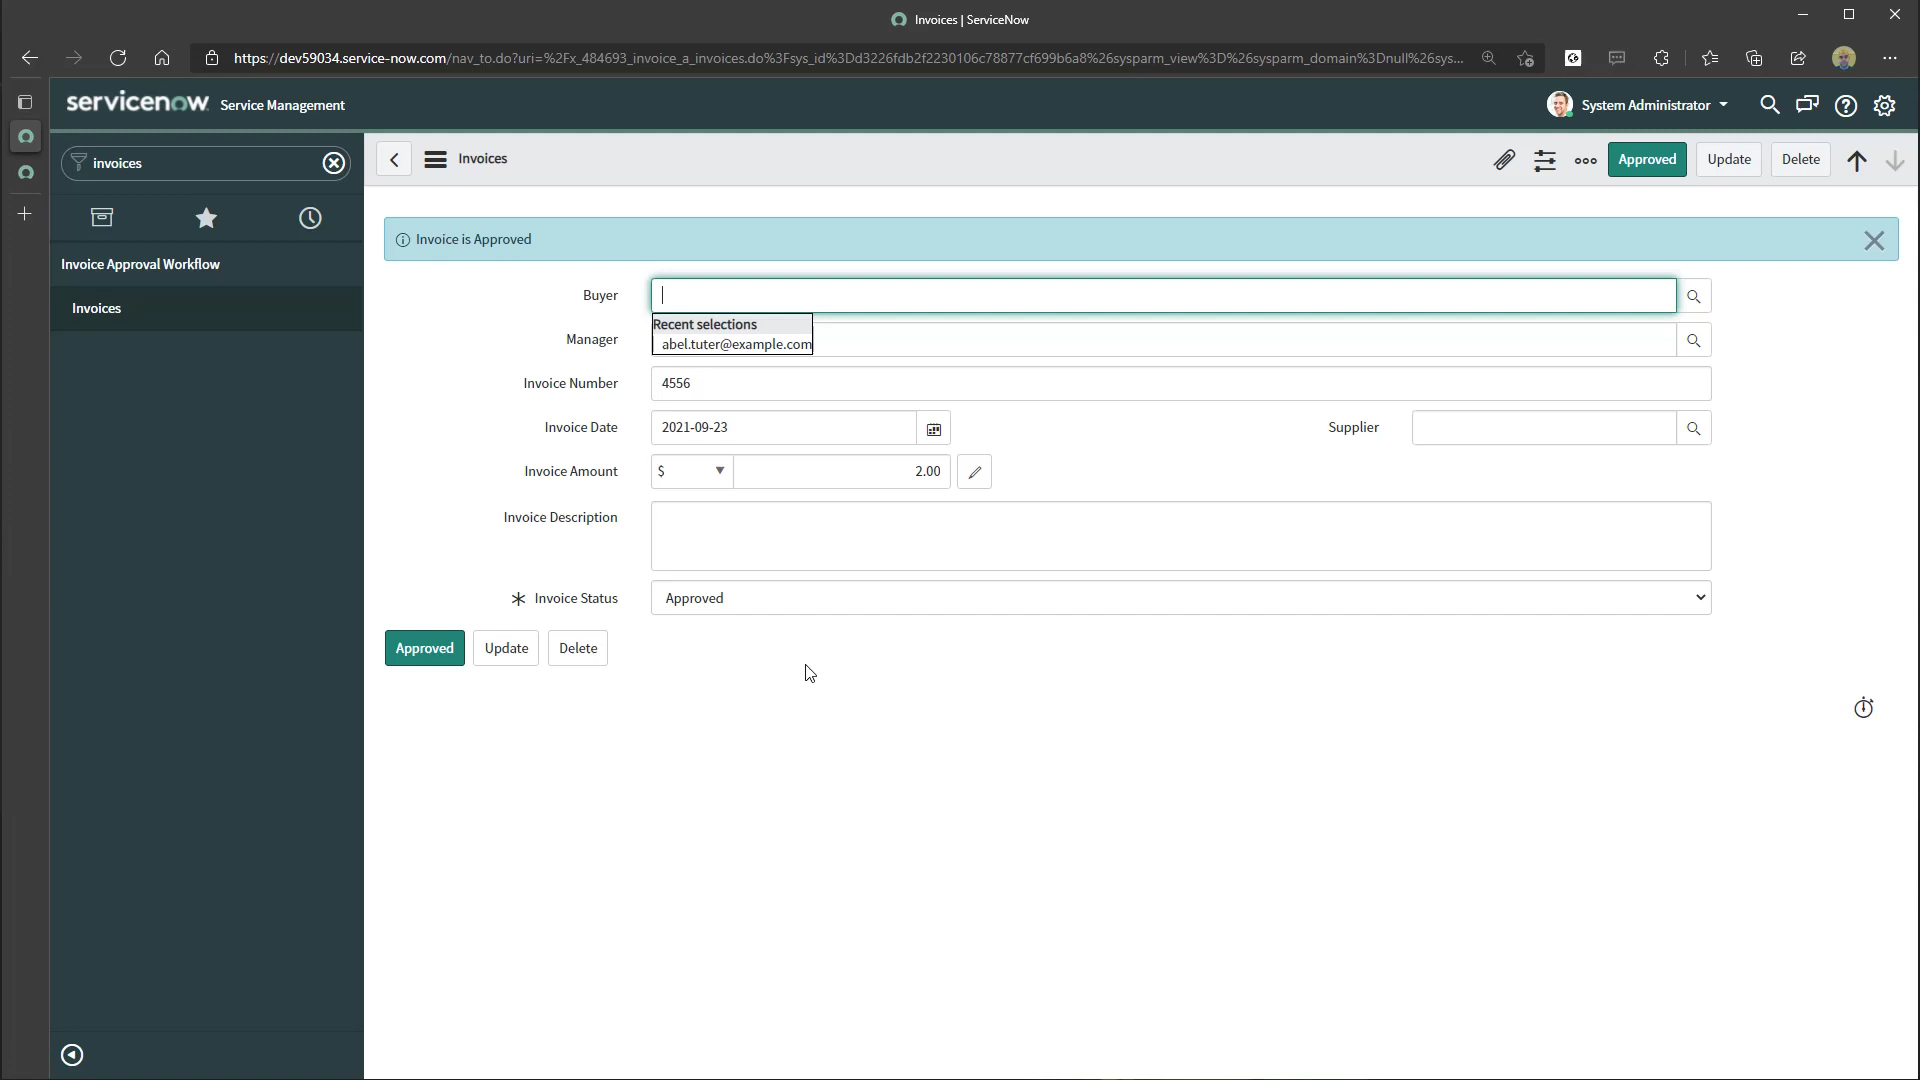 Invoices | ServiceNow
https://dev59034.service-now.com/nav_to.do?uri=%2Fx_484693_invoice_a_invoices.do%3Fsys_id%3Dd3226fdb2f2230106c78877cf699b6a8%26sysparm_view%3D%26sysparm_domain%3Dnull%26sys...
servicenow Service Management
System Administrator
invoices
Invoices
Approved
Update
Delete
Invoice Approval Workflow
Invoices
Invoice is Approved
Buyer
Recent selections
abel.tuter@example.com
Manager
Invoice Number 4556
Invoice Date 2021-09-23
Supplier
Invoice Amount $ 2.00
Invoice Description
Invoice Status Approved
Approved Update Delete